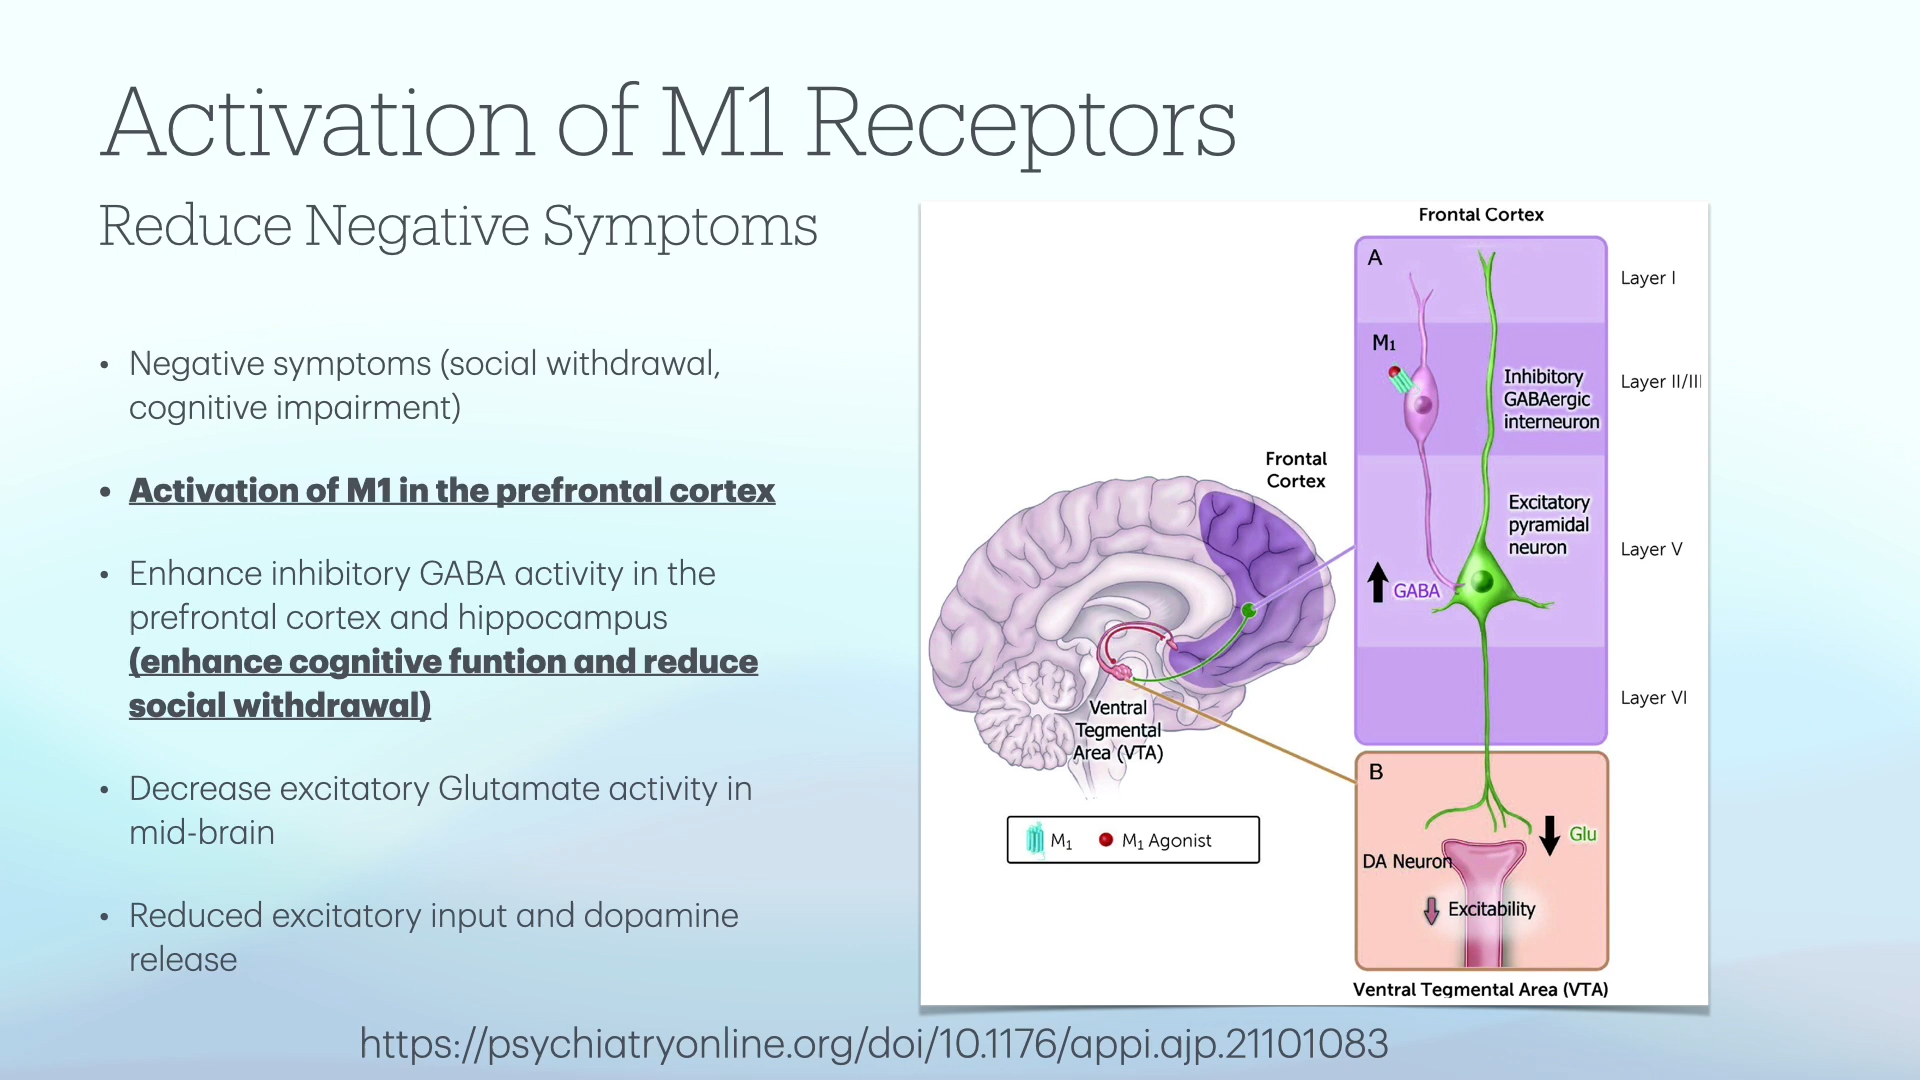 Activation of M1 Receptors
Reduce Negative Symptoms
• Negative symptoms (social withdrawal,
cognitive impairment)
• Activation of M1 in the prefrontal cortex
• Enhance inhibitory GABA activity in the
prefrontal cortex and hippocampus
(enhance cognitive funtion and reduce
social withdrawal)
• Decrease excitatory Glutamate activity in
mid-brain
• Reduced excitatory input and dopamine
release
Frontal Cortex
A
Layer I
M1
Inhibitory
GABAergic
interneuron
Layer II/III
Frontal
Cortex
Excitatory
pyramidal
neuron
Layer V
GABA
Layer VI
Ventral
Tegmental
Area (VTA)
B
M1
M1 Agonist
Glu
DA Neuron
Excitability
Ventral Tegmental Area (VTA)
https://psychiatryonline.org/doi/10.1176/appi.ajp.21101083